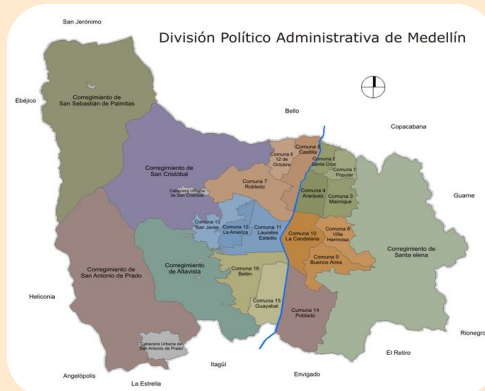 San Jerónimo
División Político Administrativa de Medellín
Ebéjico
Corregimiento de
San Sebastián de Palmitas
Bello
Copacabana
Comuna 5
Castilla
Comuna 6
12 de
Octubre
Comuna 2
Santa Cruz
Comuna 1
Popular
Corregimiento de
San Cristóbal
Comuna 7
Robledo
Cabecera Urbana
de San Cristóbal
Comuna 4
Aranjuez
Comuna 3
Manrique
Guarne
Comuna 13
San Javier
Comuna 12
La América
Comuna 11
Laureles
Estadio
Comuna 10
La Candelaria
Comuna 8
Villa
Hermosa
Comuna 9
Buenos Aires
Corregimiento de
Santa elena
Corregimiento de
San Antonio de Prado
Corregimiento
de Altavista
Comuna 16
Belén
Comuna 15
Guayabal
Comuna 14
Poblado
Heliconia
Rionegro
Cabecera Urbana de
San Antonio de Prado
El Retiro
Itagüí
Envigado
Angelópolis
La Estrella